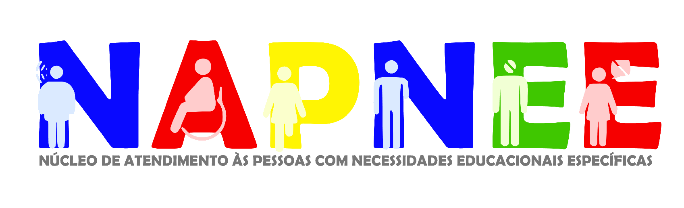 NAPNEE
NÚCLEO DE ATENDIMENTO ÀS PESSOAS COM NECESSIDADES EDUCACIONAIS ESPECÍFICAS